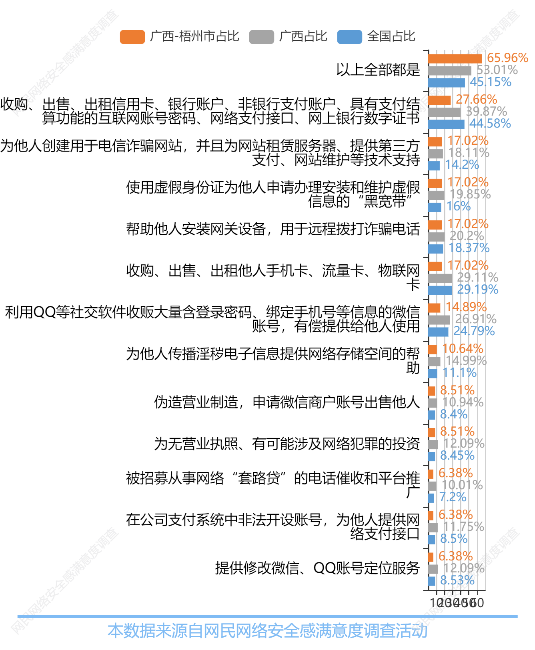 广西-梧州市占比 广西占比 全国占比
以上全部都是
65.96%
53.01%
45.15%
收购、出售、出租信用卡、银行账户、非银行支付账户、具有支付结
算功能的互联网账号密码、网络支付接口、网上银行数字证书
27.66%
39.87%
44.58%
为他人创建用于电信诈骗网站，并且为网站租赁服务器、提供第三方
支付、网站维护等技术支持
17.02%
18.11%
14.2%
使用虚假身份证为他人申请办理安装和维护虚假
信息的“黑宽带”
17.02%
19.85%
16%
帮助他人安装网关设备，用于远程拨打诈骗电话
17.02%
20.2%
18.37%
收购、出售、出租他人手机卡、流量卡、物联网
卡
17.02%
29.11%
29.19%
利用QQ等社交软件收贩大量含登录密码、绑定手机号等信息的微信
账号，有偿提供给他人使用
14.89%
26.91%
24.79%
为他人传播淫秽电子信息提供网络存储空间的帮
助
10.64%
14.99%
11.1%
伪造营业制造，申请微信商户账号出售他人
8.51%
10.94%
8.4%
为无营业执照、有可能涉及网络犯罪的投资
8.51%
12.09%
8.45%
被招募从事网络“套路贷”的电话催收和平台推
广
6.38%
10.01%
7.2%
在公司支付系统中非法开设账号，为他人提供网
络支付接口
6.38%
11.75%
8.5%
提供修改微信、QQ账号定位服务
6.38%
12.09%
8.53%
10 20 30 40 50 60
本数据来源自网民网络安全感满意度调查活动